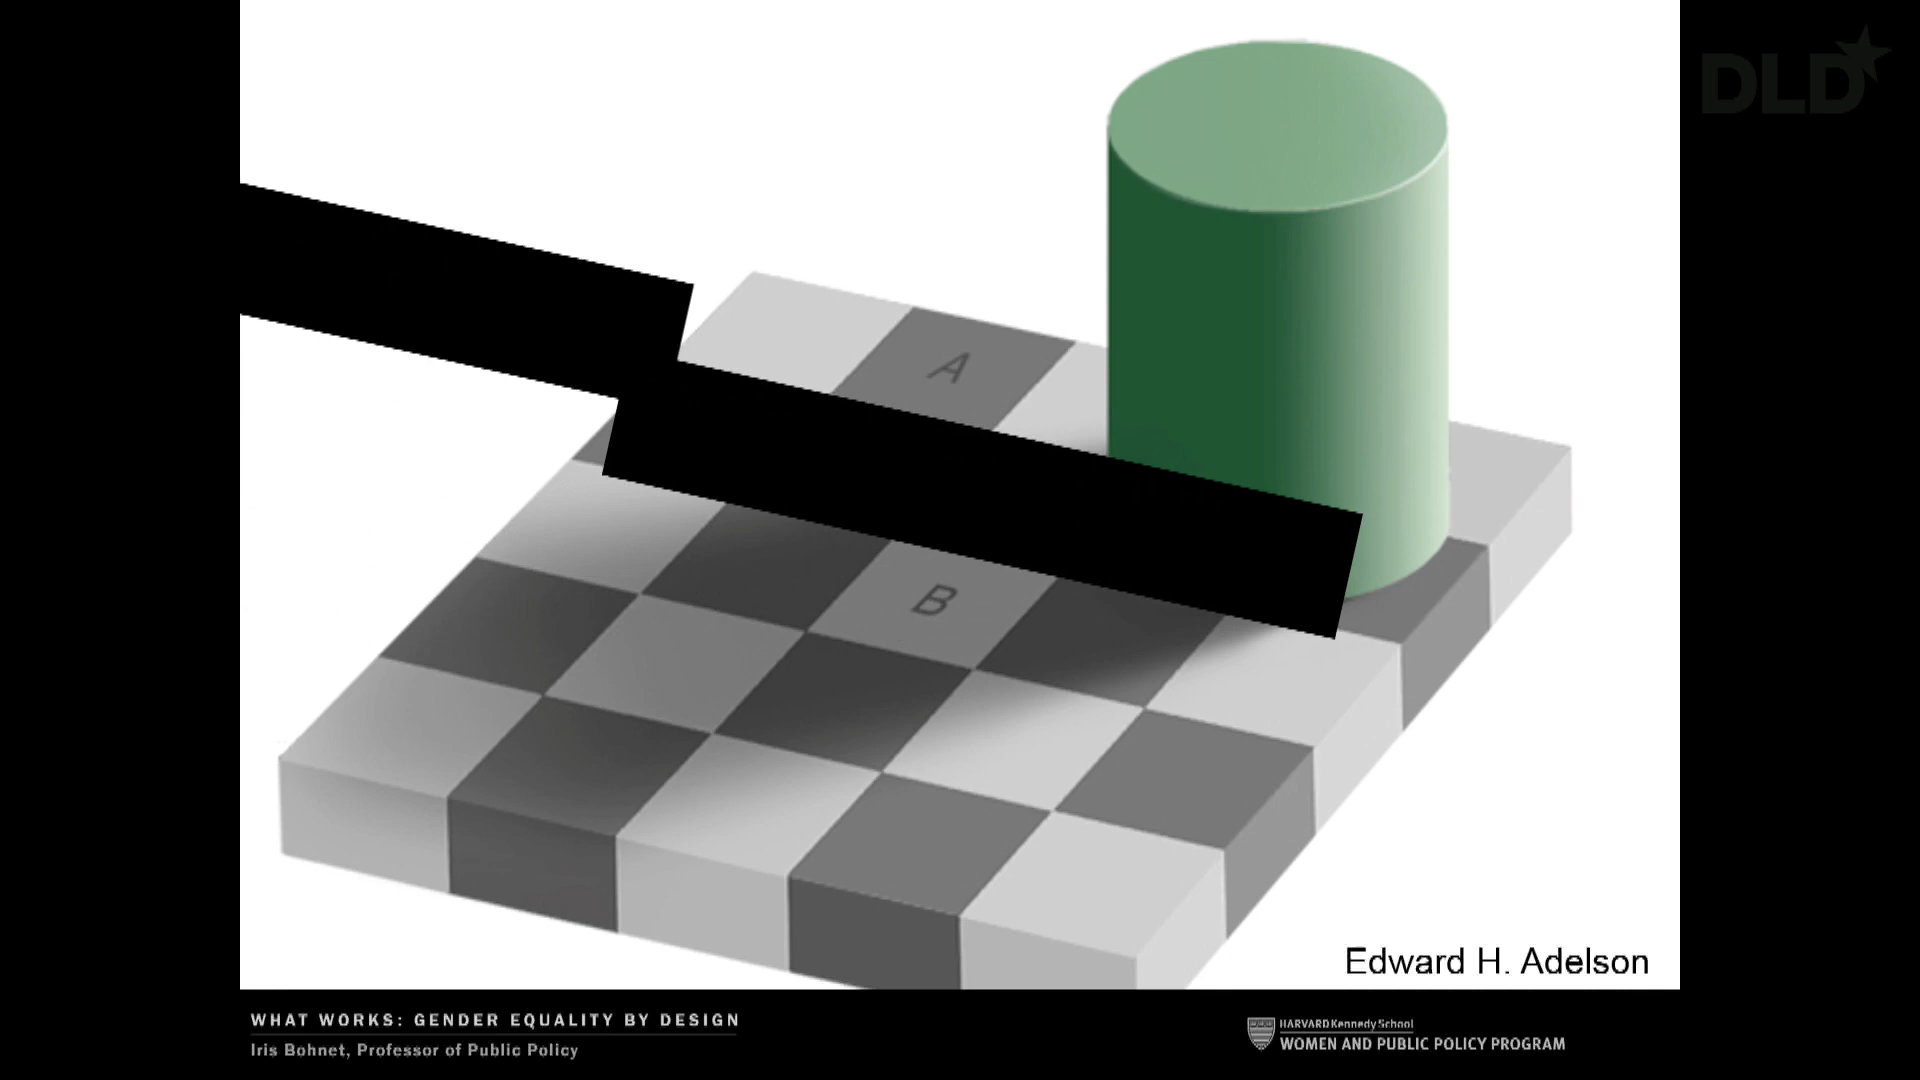 DLD
A
B
Edward H. Adelson
WHAT WORKS: GENDER EQUALITY BY DESIGN
Iris Bohnet, Professor of Public Policy
HARVARD Kennedy School
WOMEN AND PUBLIC POLICY PROGRAM